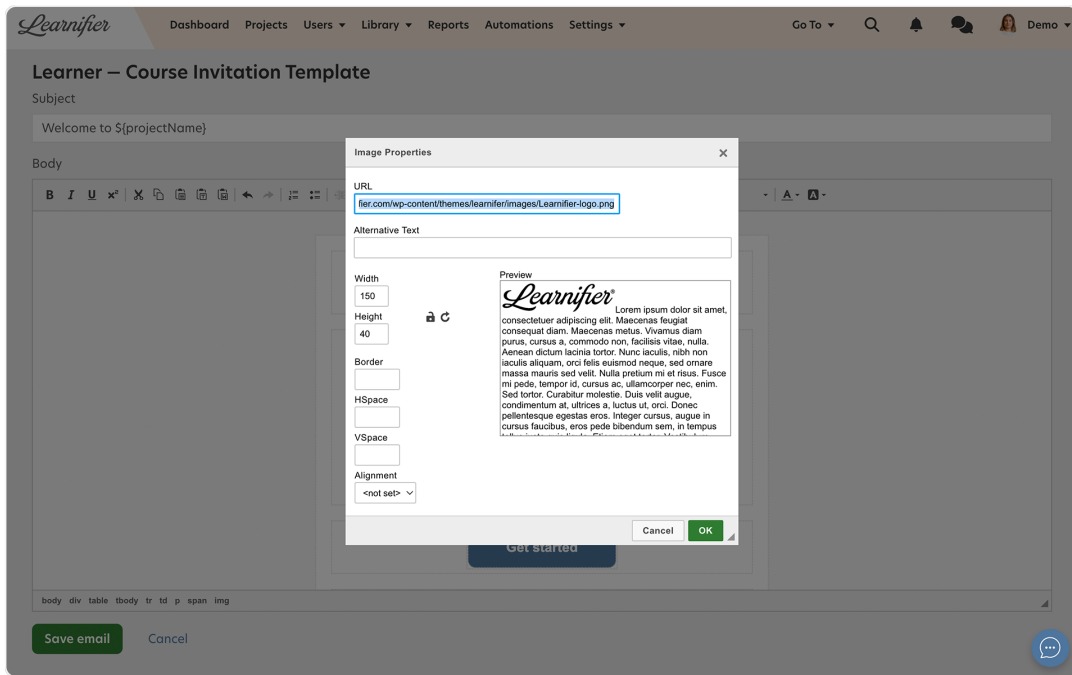 Learnifier
Dashboard Projects Users Library Reports Automations Settings Go To Demo
Learner — Course Invitation Template
Subject
Welcome to ${projectName}
Body
B I U x²
A A
Image Properties
URL
fier.com/wp-content/themes/learnifer/images/Learnifier-logo.png
Alternative Text
Width
150
Height
40
Border
HSpace
VSpace
Alignment
<not set>
Preview
Learnifier® Lorem ipsum dolor sit amet,
consectetuer adipiscing elit. Maecenas feugiat
consequat diam. Maecenas metus. Vivamus diam
purus, cursus a, commodo non, facilisis vitae, nulla.
Aenean dictum lacinia tortor. Nunc iaculis, nibh non
iaculis aliquam, orci felis euismod neque, sed ornare
massa mauris sed velit. Nulla pretium mi et risus. Fusce
mi pede, tempor id, cursus ac, ullamcorper nec, enim.
Sed tortor. Curabitur molestie. Duis velit augue,
condimentum at, ultrices a, luctus ut, orci. Donec
pellentesque egestas eros. Integer cursus, augue in
cursus faucibus, eros pede bibendum sem, in tempus
Cancel OK
Get started
body div table tbody tr td p span img
Save email Cancel